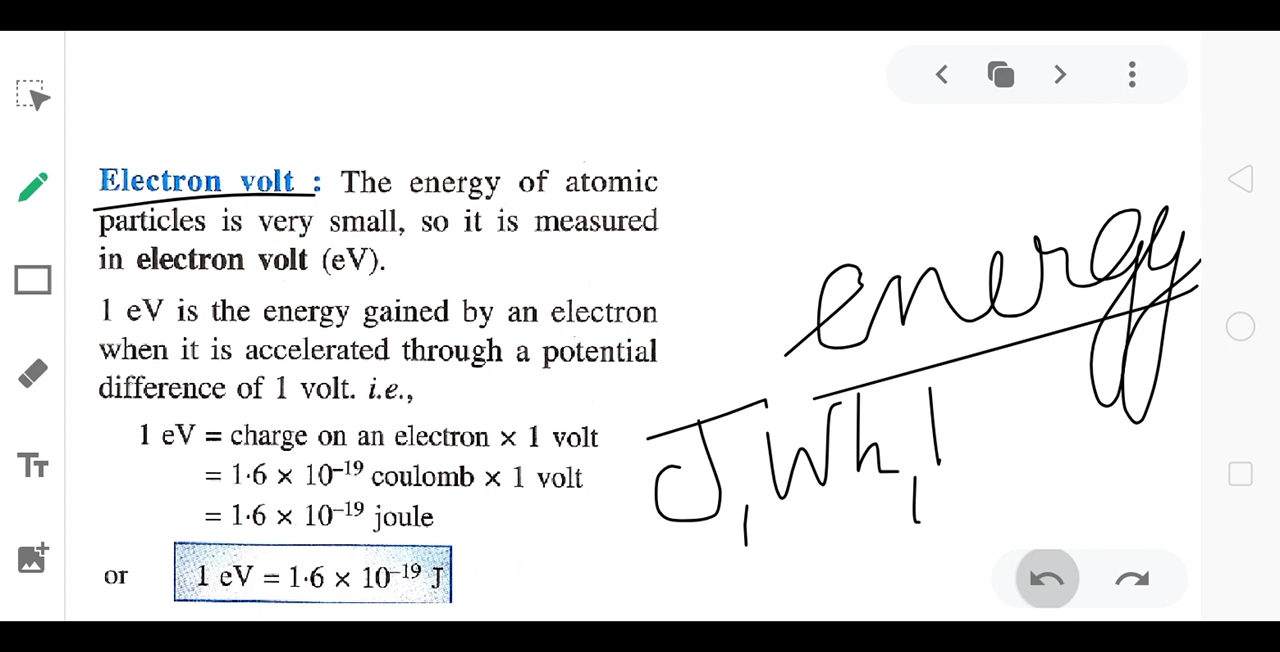 Electron volt : The energy of atomic
particles is very small, so it is measured
in electron volt (eV).
1 eV is the energy gained by an electron
when it is accelerated through a potential
difference of 1 volt. i.e.,
1 eV = charge on an electron × 1 volt
= 1·6 × 10⁻¹⁹ coulomb × 1 volt
= 1·6 × 10⁻¹⁹ joule
or 1 eV = 1·6 × 10⁻¹⁹ J
energy
J, Wh,
TT